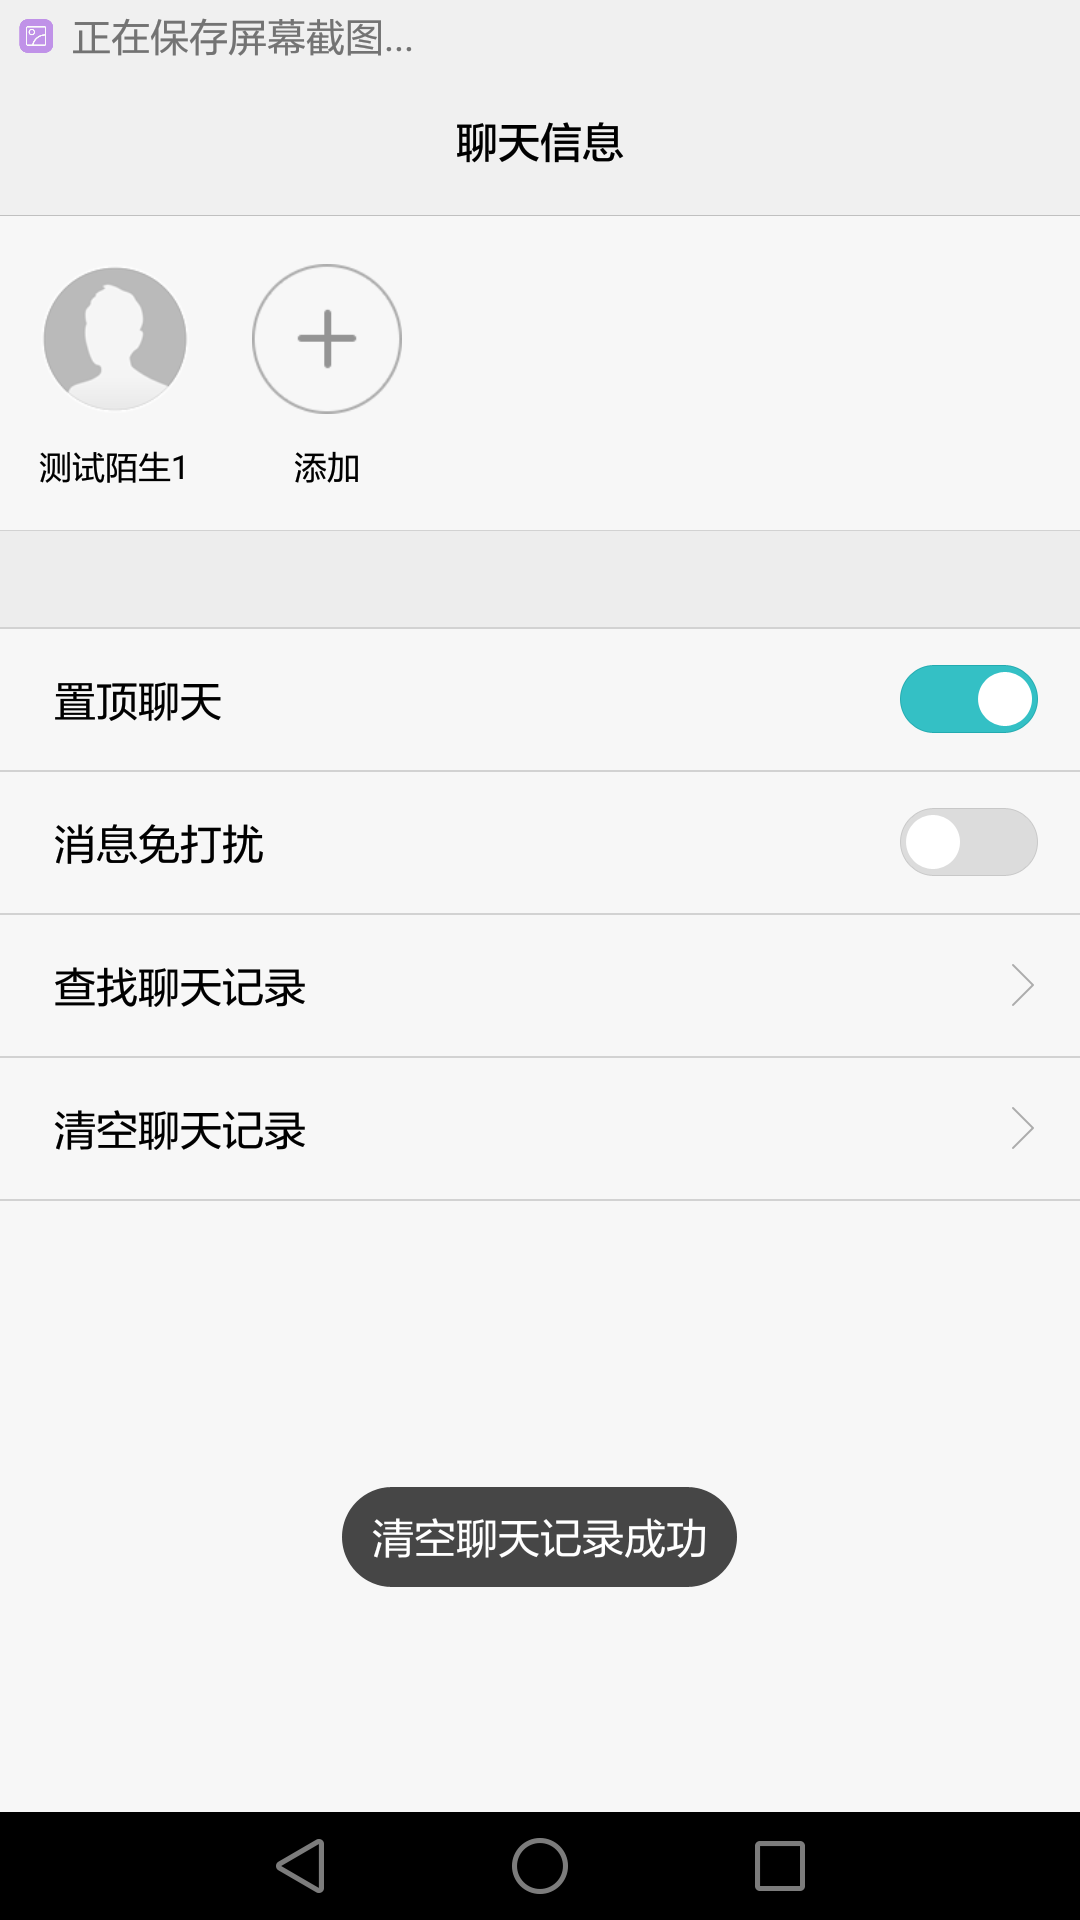 正在保存屏幕截图...
聊天信息
测试陌生1
添加
置顶聊天
消息免打扰
查找聊天记录
清空聊天记录
清空聊天记录成功